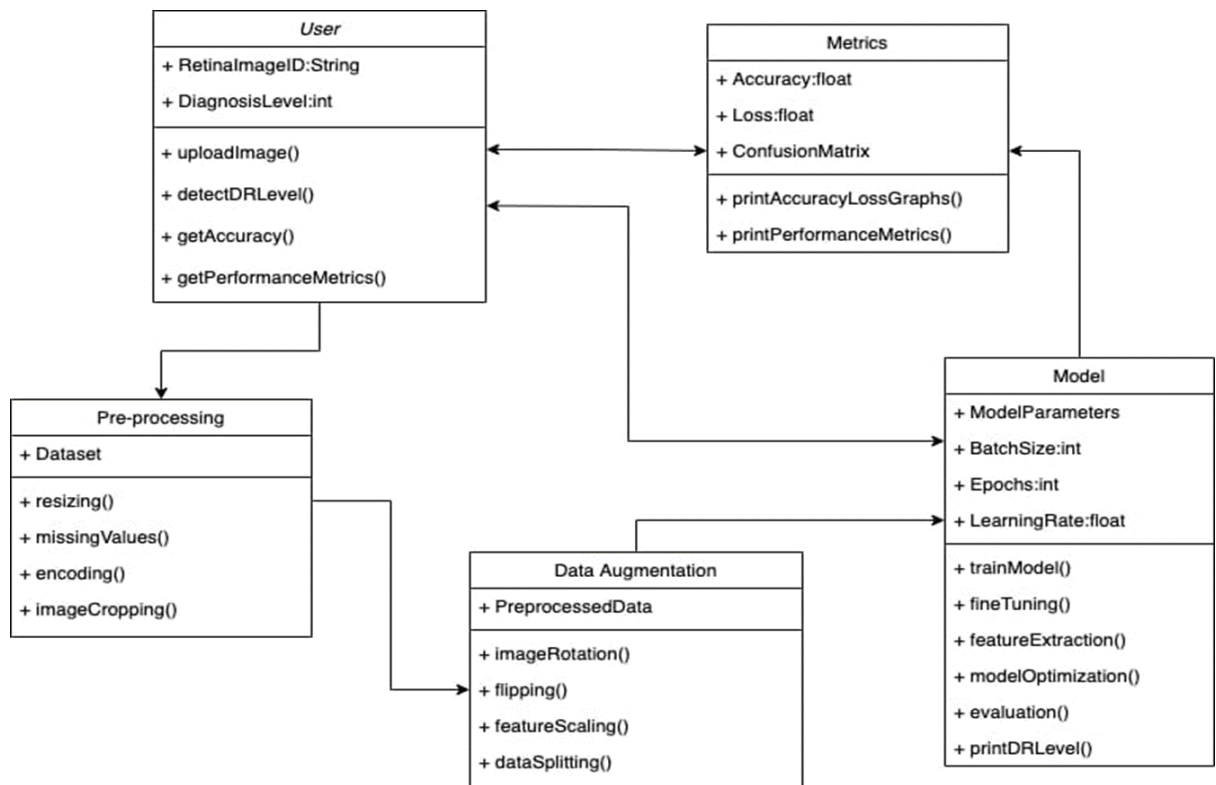 User
+ RetinaImageID:String
+ DiagnosisLevel:int
+ uploadImage()
+ detectDRLevel()
+ getAccuracy()
+ getPerformanceMetrics()
Metrics
+ Accuracy:float
+ Loss:float
+ ConfusionMatrix
+ printAccuracyLossGraphs()
+ printPerformanceMetrics()
Pre-processing
+ Dataset
+ resizing()
+ missingValues()
+ encoding()
+ imageCropping()
Data Augmentation
+ PreprocessedData
+ imageRotation()
+ flipping()
+ featureScaling()
+ dataSplitting()
Model
+ ModelParameters
+ BatchSize:int
+ Epochs:int
+ LearningRate:float
+ trainModel()
+ fineTuning()
+ featureExtraction()
+ modelOptimization()
+ evaluation()
+ printDRLevel()